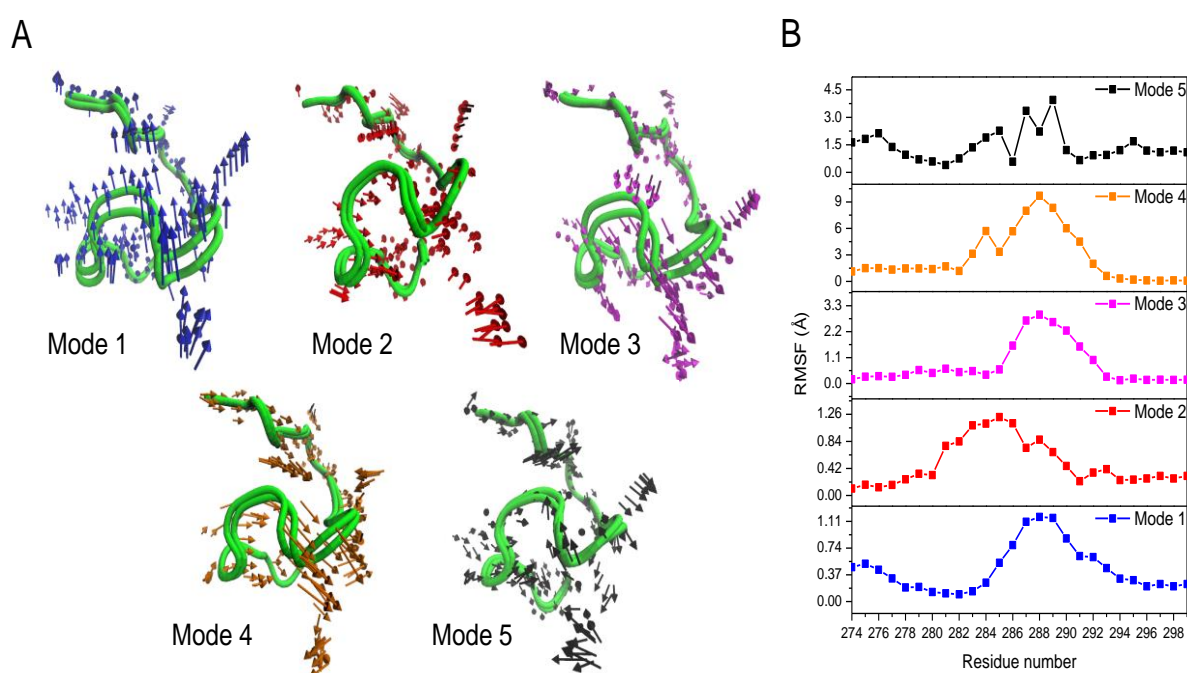 A
Mode 1
Mode 2
Mode 3
Mode 4
Mode 5
B
RMSF (Å)
4.5
3.0
1.5
0.0
Mode 5
9
6
3
0
Mode 4
3.3
2.2
1.1
0.0
Mode 3
1.26
0.84
0.42
0.00
Mode 2
1.11
0.74
0.37
0.00
Mode 1
274 276 278 280 282 284 286 288 290 292 294 296 298
Residue number